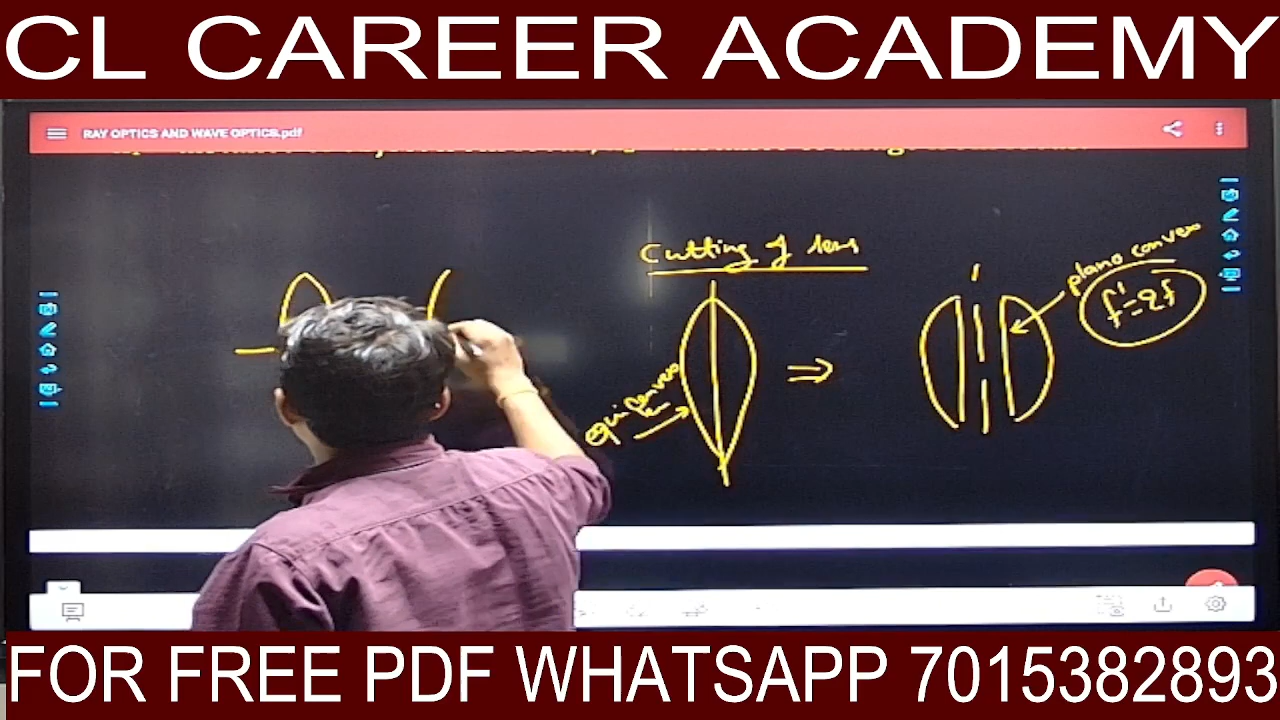 CL CAREER ACADEMY
RAY OPTICS AND WAVE OPTICS.pdf
Cutting of lens
plano convex
f' = 2f
equiconvex
⇒
FOR FREE PDF WHATSAPP 7015382893